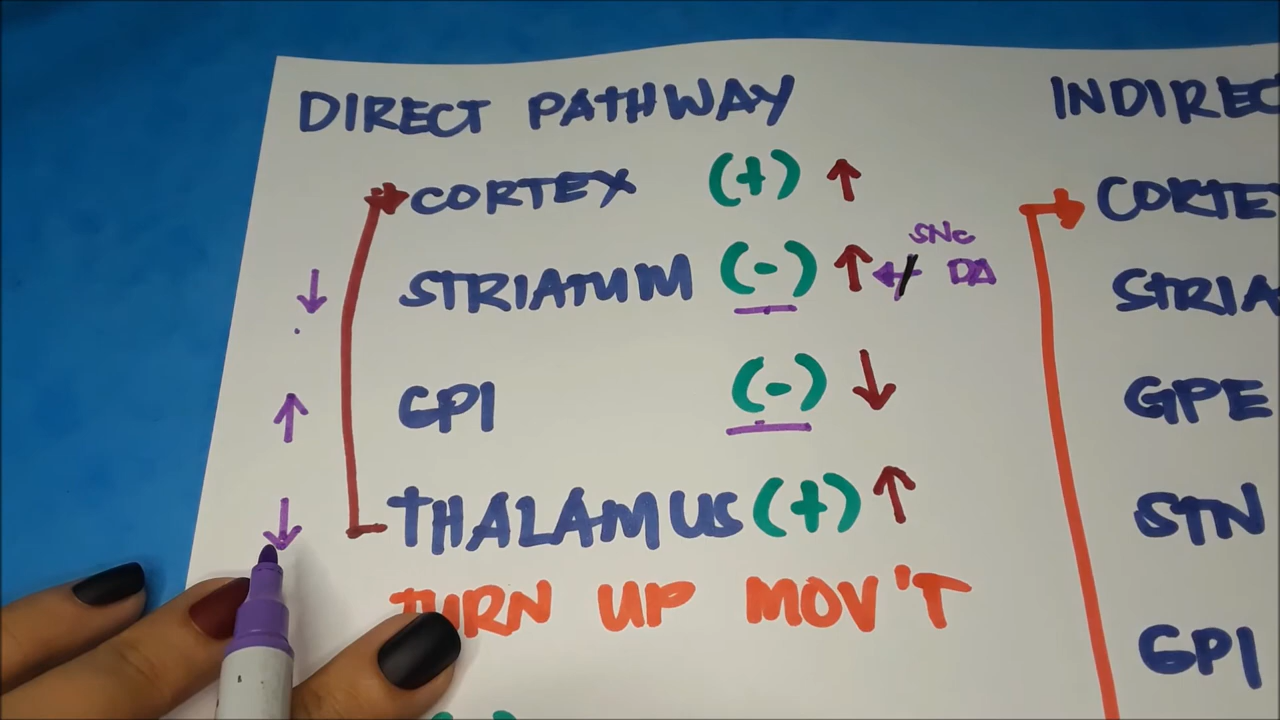 DIRECT PATHWAY
CORTEX (+) ↑
SNc
STRIATUM (-) ↑ ← DA
↓
GPI (-) ↓
↑
THALAMUS (+) ↑
↓
TURN UP MOV'T
INDIREC
CORTE
STRIA
GPE
STN
GPI